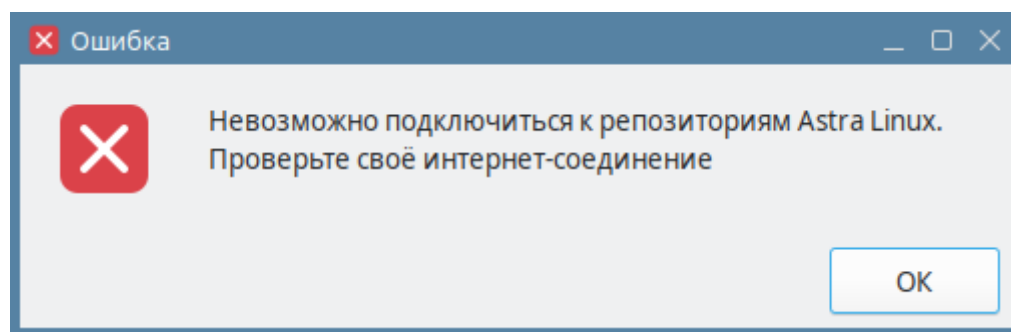 Ошибка
Невозможно подключиться к репозиториям Astra Linux.
Проверьте своё интернет-соединение
OK